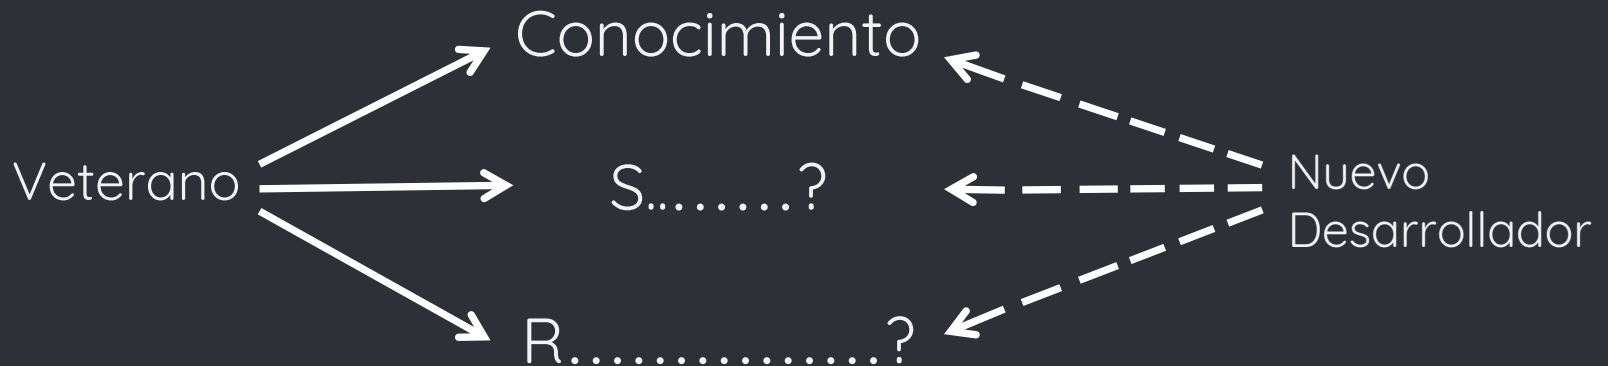 Conocimiento
Veterano
S.........?
Nuevo
Desarrollador
R...............?